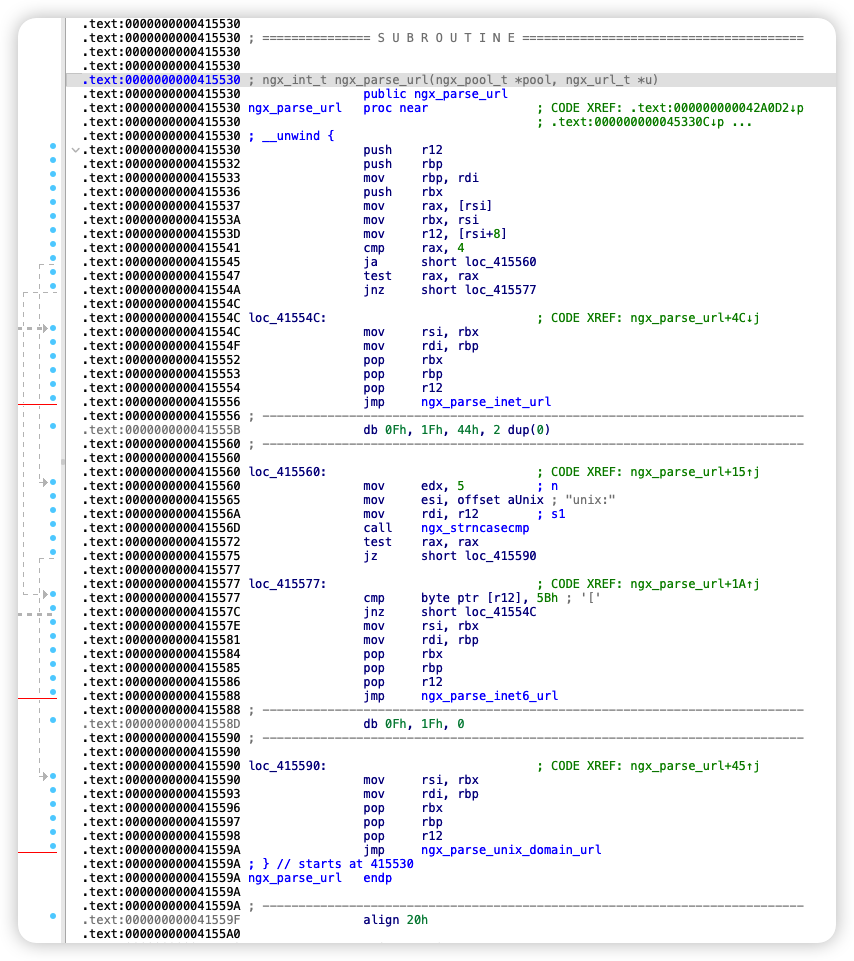 .text:0000000000415530
.text:0000000000415530 ; =============== S U B R O U T I N E =======================================
.text:0000000000415530
.text:0000000000415530
.text:0000000000415530 ; ngx_int_t ngx_parse_url(ngx_pool_t *pool, ngx_url_t *u)
.text:0000000000415530 public ngx_parse_url
.text:0000000000415530 ngx_parse_url proc near ; CODE XREF: .text:000000000042A0D2↓p
.text:0000000000415530 ; .text:000000000045330C↓p ...
.text:0000000000415530 ; __unwind {
.text:0000000000415530 push r12
.text:0000000000415532 push rbp
.text:0000000000415533 mov rbp, rdi
.text:0000000000415536 push rbx
.text:0000000000415537 mov rax, [rsi]
.text:000000000041553A mov rbx, rsi
.text:000000000041553D mov r12, [rsi+8]
.text:0000000000415541 cmp rax, 4
.text:0000000000415545 ja short loc_415560
.text:0000000000415547 test rax, rax
.text:000000000041554A jnz short loc_415577
.text:000000000041554C
.text:000000000041554C loc_41554C: ; CODE XREF: ngx_parse_url+4C↓j
.text:000000000041554C mov rsi, rbx
.text:000000000041554F mov rdi, rbp
.text:0000000000415552 pop rbx
.text:0000000000415553 pop rbp
.text:0000000000415554 pop r12
.text:0000000000415556 jmp ngx_parse_inet_url
.text:0000000000415556 ; ---------------------------------------------------------------------------
.text:000000000041555B db 0Fh, 1Fh, 44h, 2 dup(0)
.text:0000000000415560 ; ---------------------------------------------------------------------------
.text:0000000000415560
.text:0000000000415560 loc_415560: ; CODE XREF: ngx_parse_url+15↑j
.text:0000000000415560 mov edx, 5 ; n
.text:0000000000415565 mov esi, offset aUnix ; "unix:"
.text:000000000041556A mov rdi, r12 ; s1
.text:000000000041556D call ngx_strncasecmp
.text:0000000000415572 test rax, rax
.text:0000000000415575 jz short loc_415590
.text:0000000000415577
.text:0000000000415577 loc_415577: ; CODE XREF: ngx_parse_url+1A↑j
.text:0000000000415577 cmp byte ptr [r12], 5Bh ; '['
.text:000000000041557C jnz short loc_41554C
.text:000000000041557E mov rsi, rbx
.text:0000000000415581 mov rdi, rbp
.text:0000000000415584 pop rbx
.text:0000000000415585 pop rbp
.text:0000000000415586 pop r12
.text:0000000000415588 jmp ngx_parse_inet6_url
.text:0000000000415588 ; ---------------------------------------------------------------------------
.text:000000000041558D db 0Fh, 1Fh, 0
.text:0000000000415590 ; ---------------------------------------------------------------------------
.text:0000000000415590
.text:0000000000415590 loc_415590: ; CODE XREF: ngx_parse_url+45↑j
.text:0000000000415590 mov rsi, rbx
.text:0000000000415593 mov rdi, rbp
.text:0000000000415596 pop rbx
.text:0000000000415597 pop rbp
.text:0000000000415598 pop r12
.text:000000000041559A jmp ngx_parse_unix_domain_url
.text:000000000041559A ; } // starts at 415530
.text:000000000041559A ngx_parse_url endp
.text:000000000041559A
.text:000000000041559A ; ---------------------------------------------------------------------------
.text:000000000041559F align 20h
.text:00000000004155A0